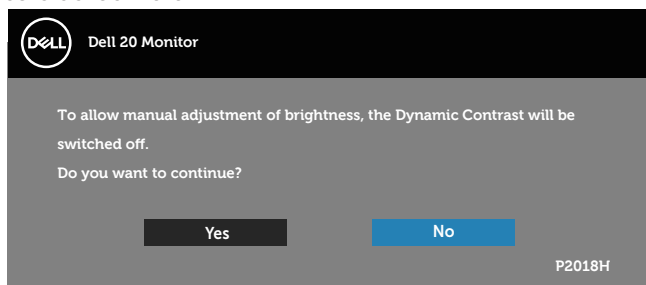 DELL
Dell 20 Monitor
To allow manual adjustment of brightness, the Dynamic Contrast will be
switched off.
Do you want to continue?
Yes
No
P2018H